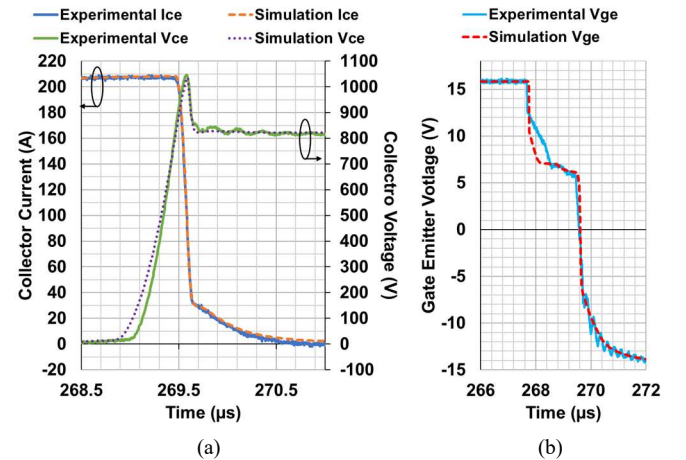 Experimental Ice Simulation Ice
Experimental Vce Simulation Vce
Experimental Vge
Simulation Vge
220
200
180
160
140
120
100
80
60
40
20
0
-20
Collector Current (A)
1100
1000
900
800
700
600
500
400
300
200
100
0
-100
Collectro Voltage (V)
268.5 269.5 270.5
Time (µs)
(a)
15
10
5
0
-5
-10
-15
Gate Emitter Votlage (V)
266 268 270 272
Time (µs)
(b)